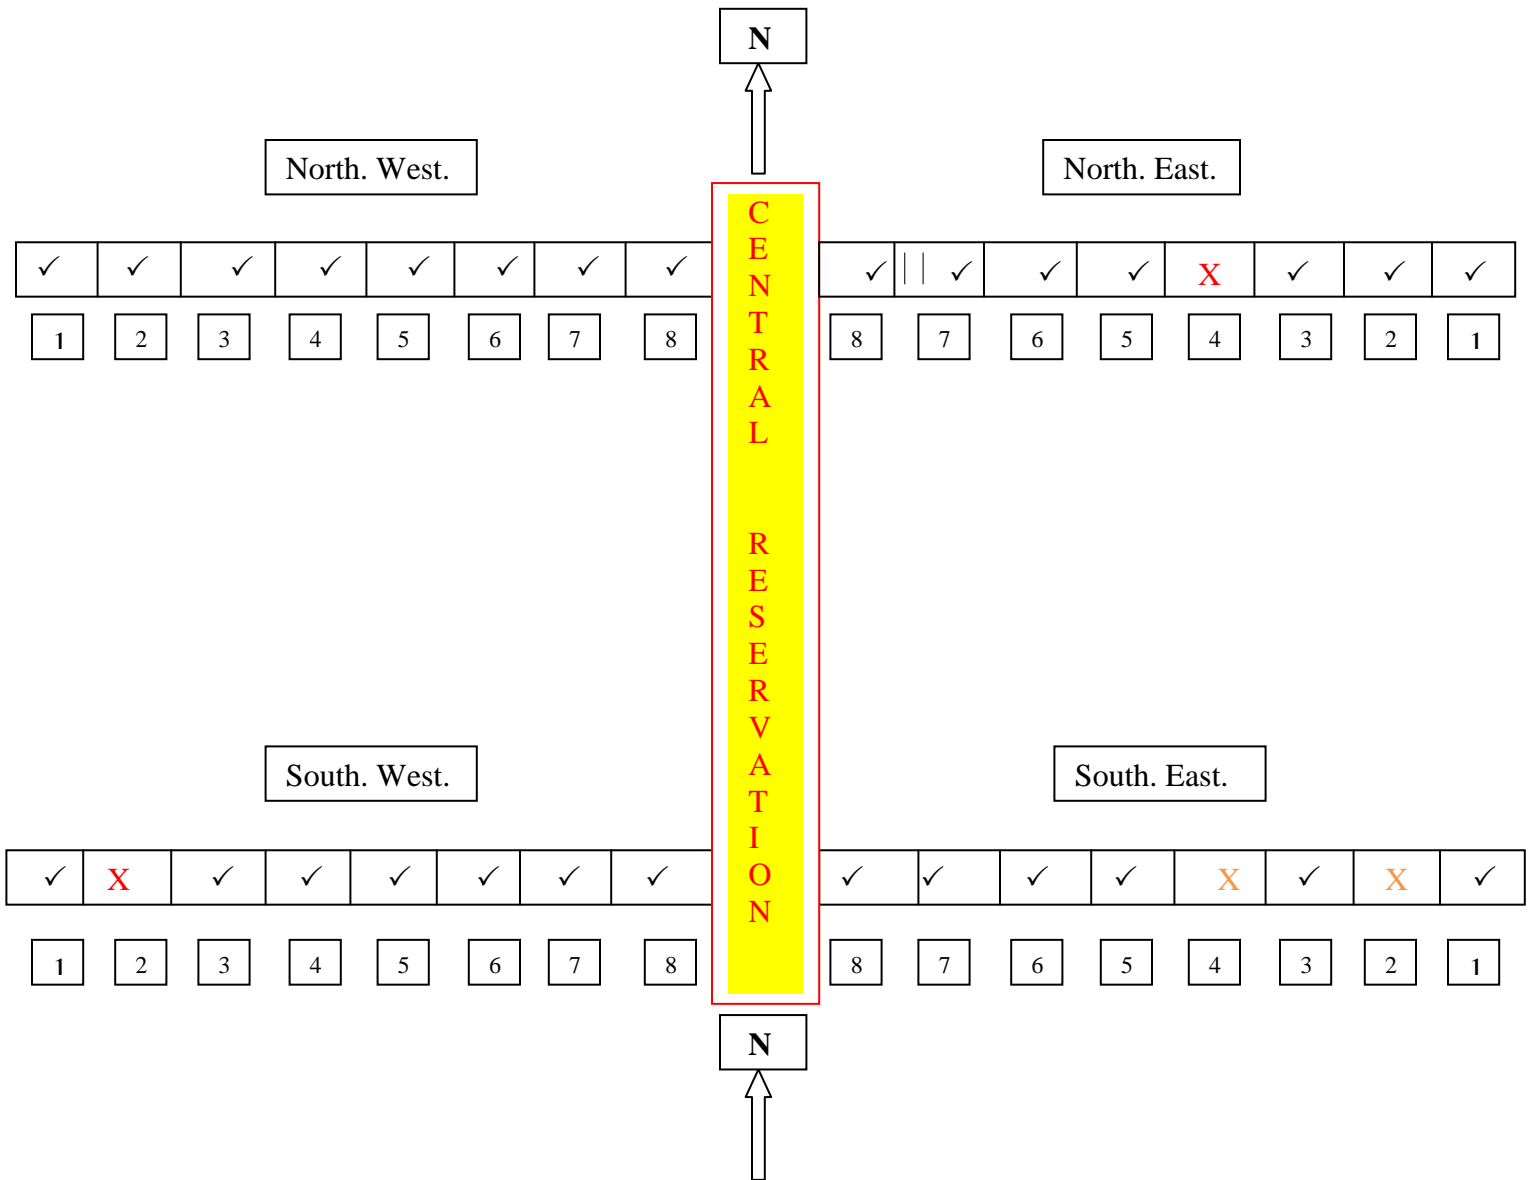 N
North. West.
North. East.
✓ ✓ ✓ ✓ ✓ ✓ ✓ ✓
✓ | | ✓ ✓ ✓ X ✓ ✓ ✓
1 2 3 4 5 6 7 8
8 7 6 5 4 3 2 1
CENTRAL RESERVATION
South. West.
South. East.
✓ X ✓ ✓ ✓ ✓ ✓ ✓
✓ ✓ ✓ ✓ X ✓ X ✓
1 2 3 4 5 6 7 8
8 7 6 5 4 3 2 1
N